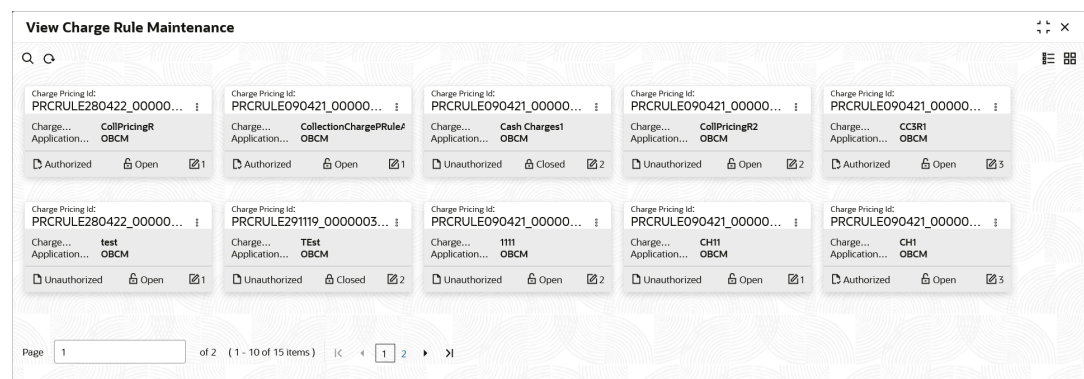 View Charge Rule Maintenance
Charge Pricing Id: Charge Pricing Id: Charge Pricing Id: Charge Pricing Id: Charge Pricing Id:
PRCRULE280422_00000... PRCRULE090421_00000... PRCRULE090421_00000... PRCRULE090421_00000... PRCRULE090421_00000...
Charge... CollPricingR Charge... CollectionChargePRuleA Charge... Cash Charges1 Charge... CollPricingR2 Charge... CC3R1
Application... OBCM Application... OBCM Application... OBCM Application... OBCM Application... OBCM
Authorized Open 1 Authorized Open 1 Unauthorized Closed 2 Unauthorized Open 2 Authorized Open 3
Charge Pricing Id: Charge Pricing Id: Charge Pricing Id: Charge Pricing Id: Charge Pricing Id:
PRCRULE280422_00000... PRCRULE291119_0000003... PRCRULE090421_00000... PRCRULE090421_00000... PRCRULE090421_00000...
Charge... test Charge... TEst Charge... 1111 Charge... CH11 Charge... CH1
Application... OBCM Application... OBCM Application... OBCM Application... OBCM Application... OBCM
Unauthorized Open 1 Unauthorized Closed 2 Unauthorized Open 2 Unauthorized Open 1 Authorized Open 3
Page 1 of 2 (1 - 10 of 15 items) 1 2